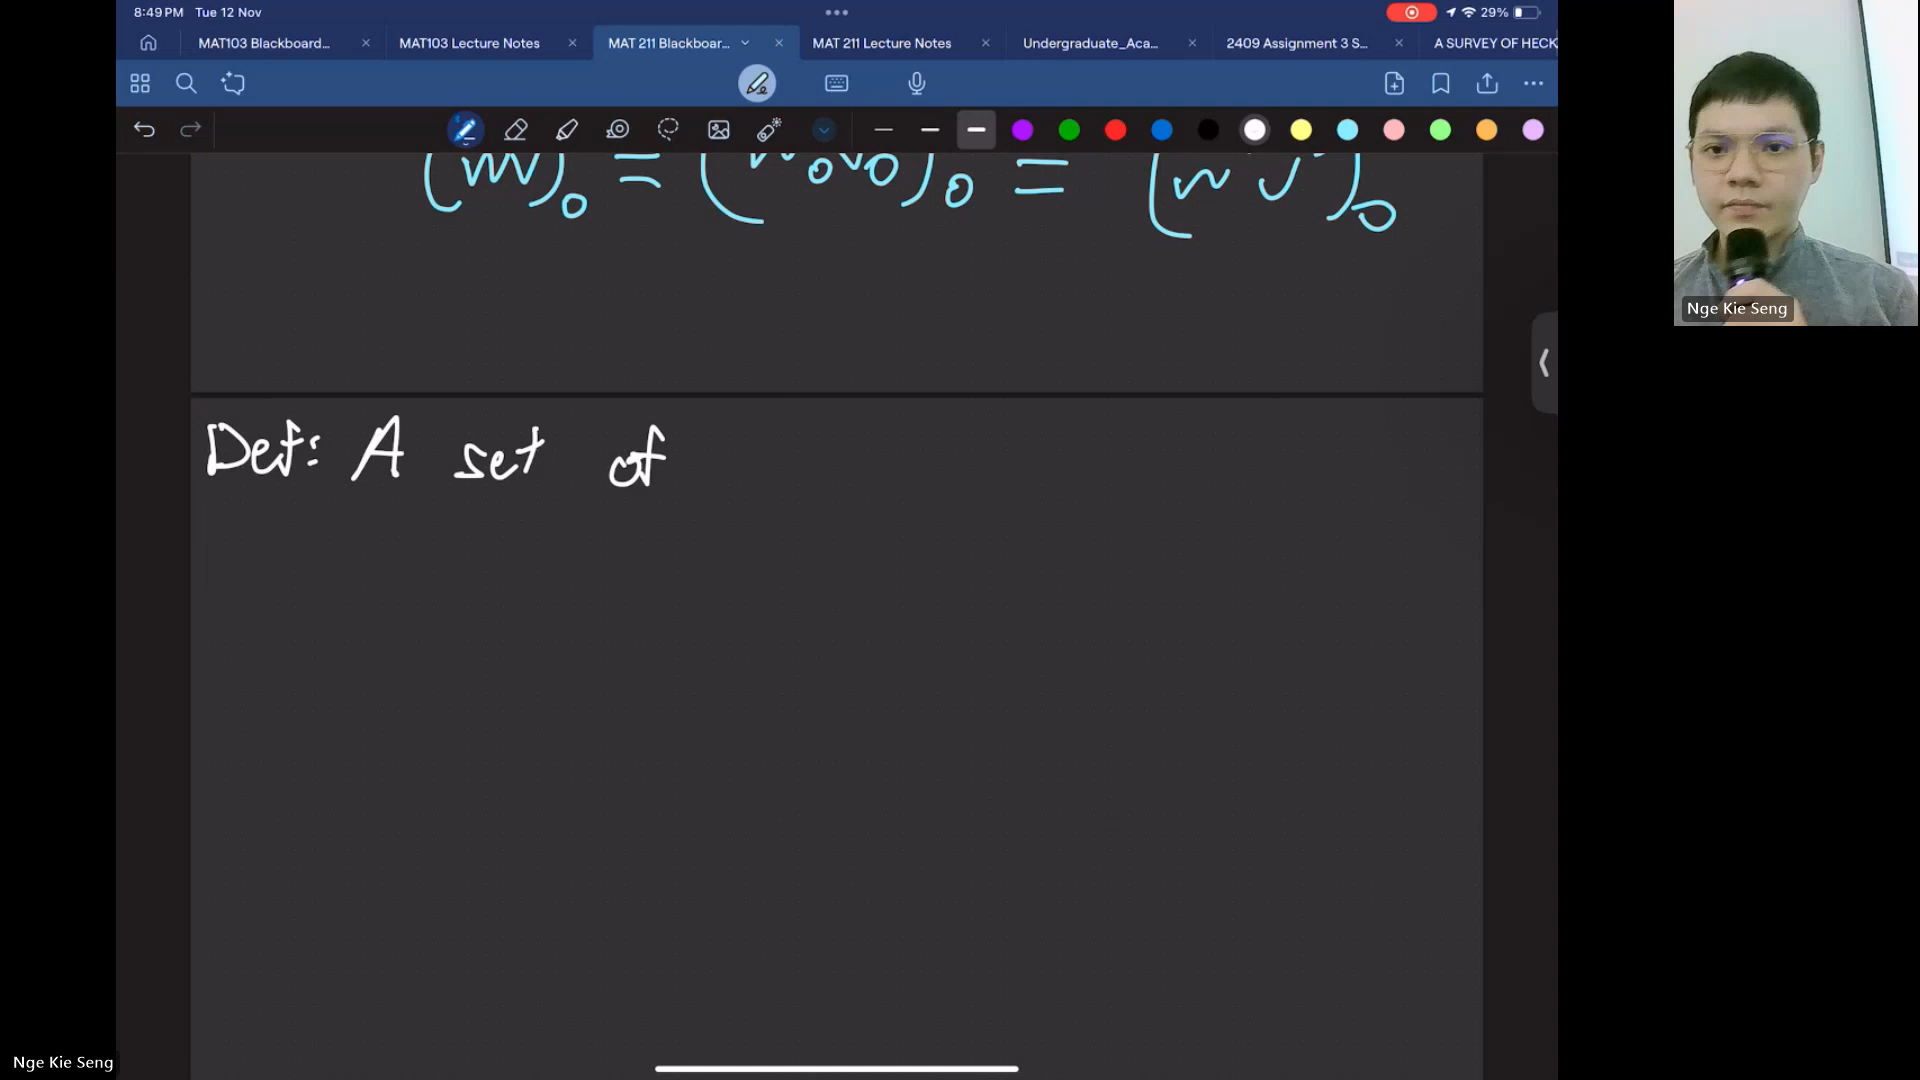 8:49 PM Tue 12 Nov
29%
MAT103 Blackboard...
MAT103 Lecture Notes
MAT 211 Blackboar...
MAT 211 Lecture Notes
Undergraduate_Aca...
2409 Assignment 3 S...
A SURVEY OF HECK
Def: A set of
Nge Kie Seng
Nge Kie Seng